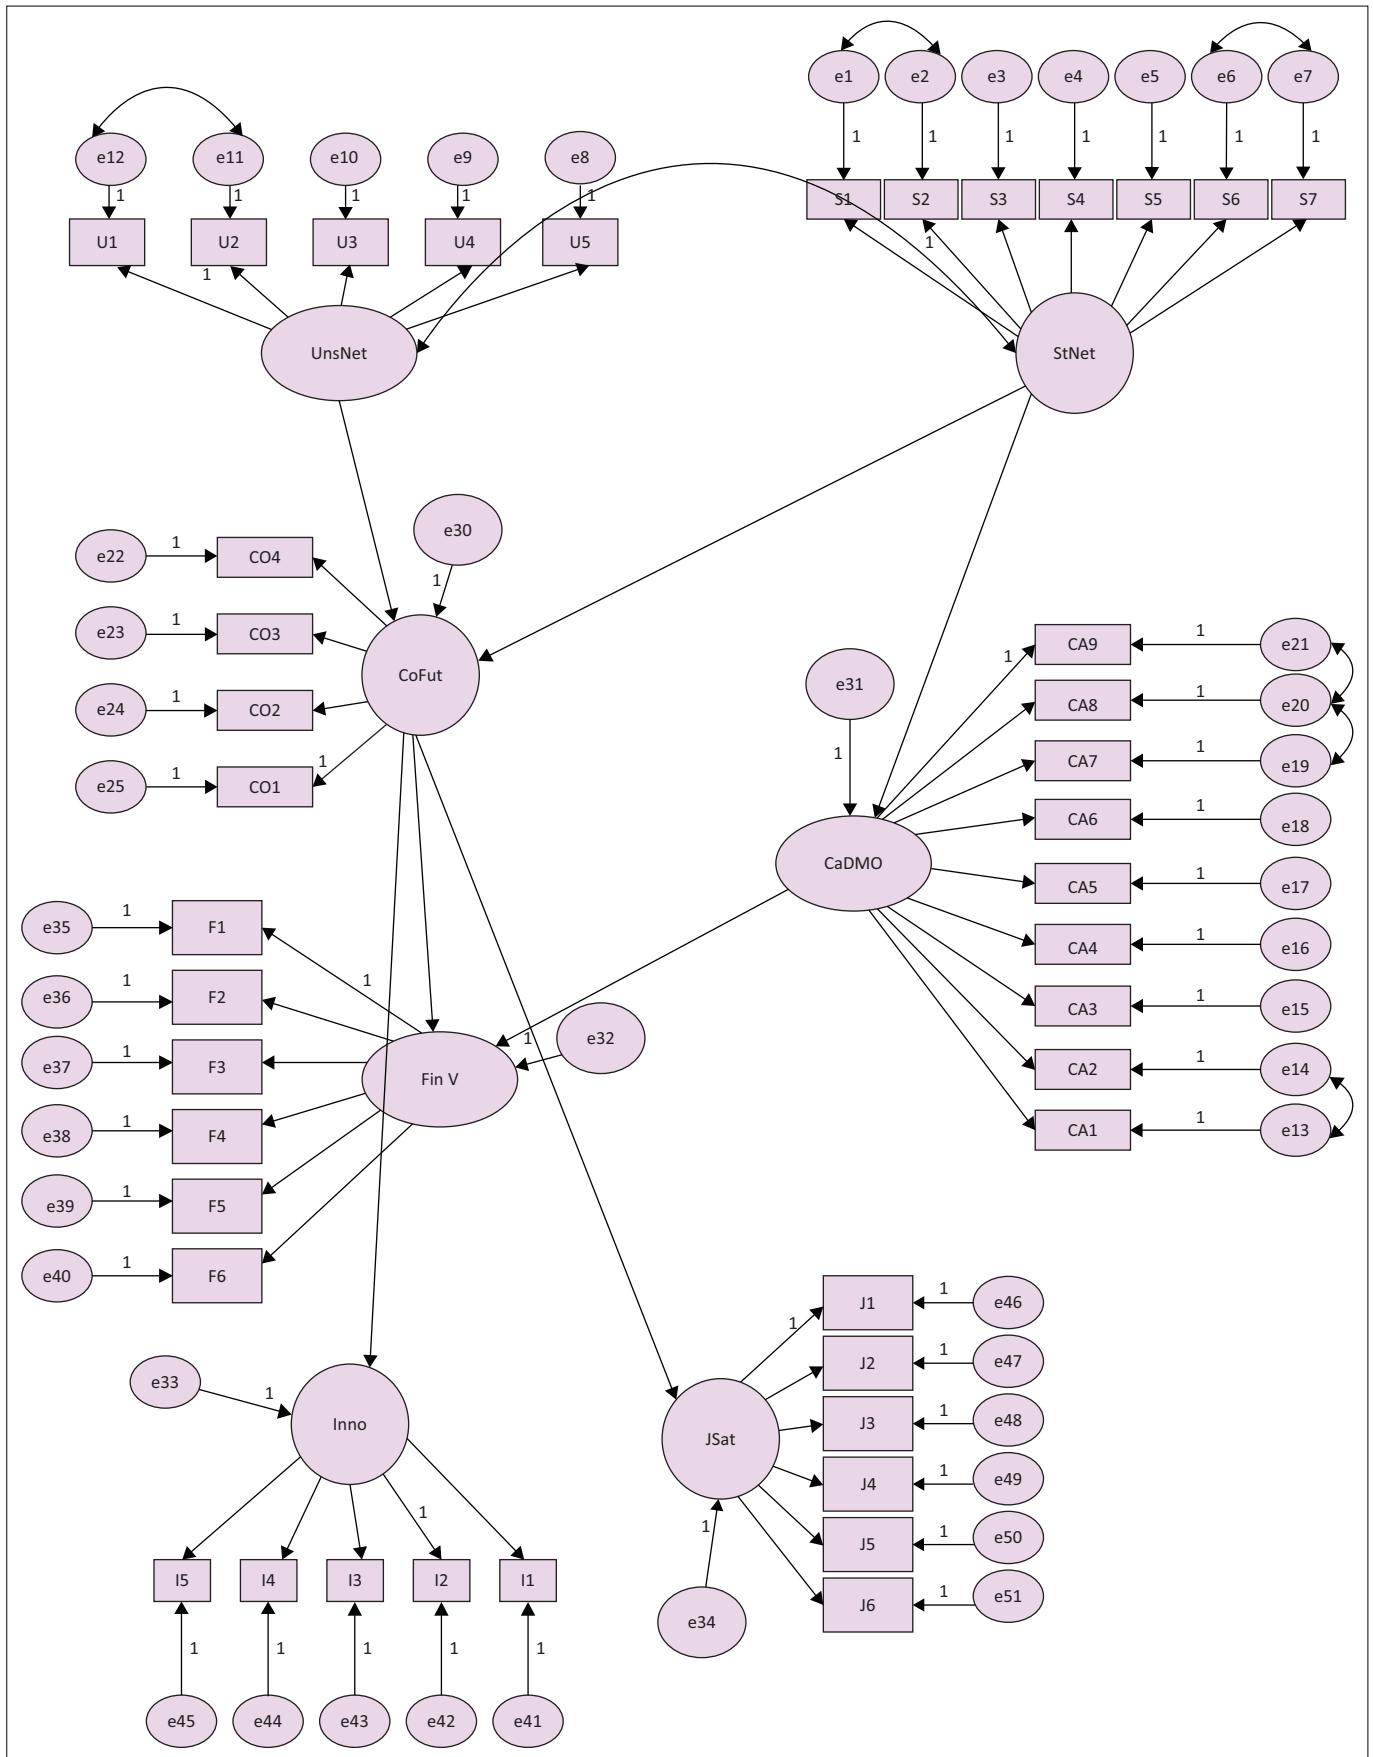 e1 e2 e3 e4 e5 e6 e7
1 1 1 1 1 1 1
e12 e11 e10 e9 e8
1 1 1 1 1
S1 S2 S3 S4 S5 S6 S7
U1 U2 U3 U4 U5
1
1
UnsNet
StNet
e30
1
e22 1 CO4
e23 1 CO3
e24 1 CO2
e25 1 CO1
1
CoFut
e31
1
CA9 1 e21
1
CA8 1 e20
CA7 1 e19
CA6 1 e18
CA5 1 e17
CA4 1 e16
CA3 1 e15
CA2 1 e14
CA1 1 e13
CaDMO
e35 1 F1
1
e36 1 F2
e37 1 F3
e38 1 F4
e39 1 F5
e40 1 F6
Fin V
1
e32
e33
1
Inno
1
I5 I4 I3 I2 I1
1 1 1 1 1
e45 e44 e43 e42 e41
1
J1 1 e46
J2 1 e47
J3 1 e48
J4 1 e49
J5 1 e50
J6 1 e51
JSat
1
e34